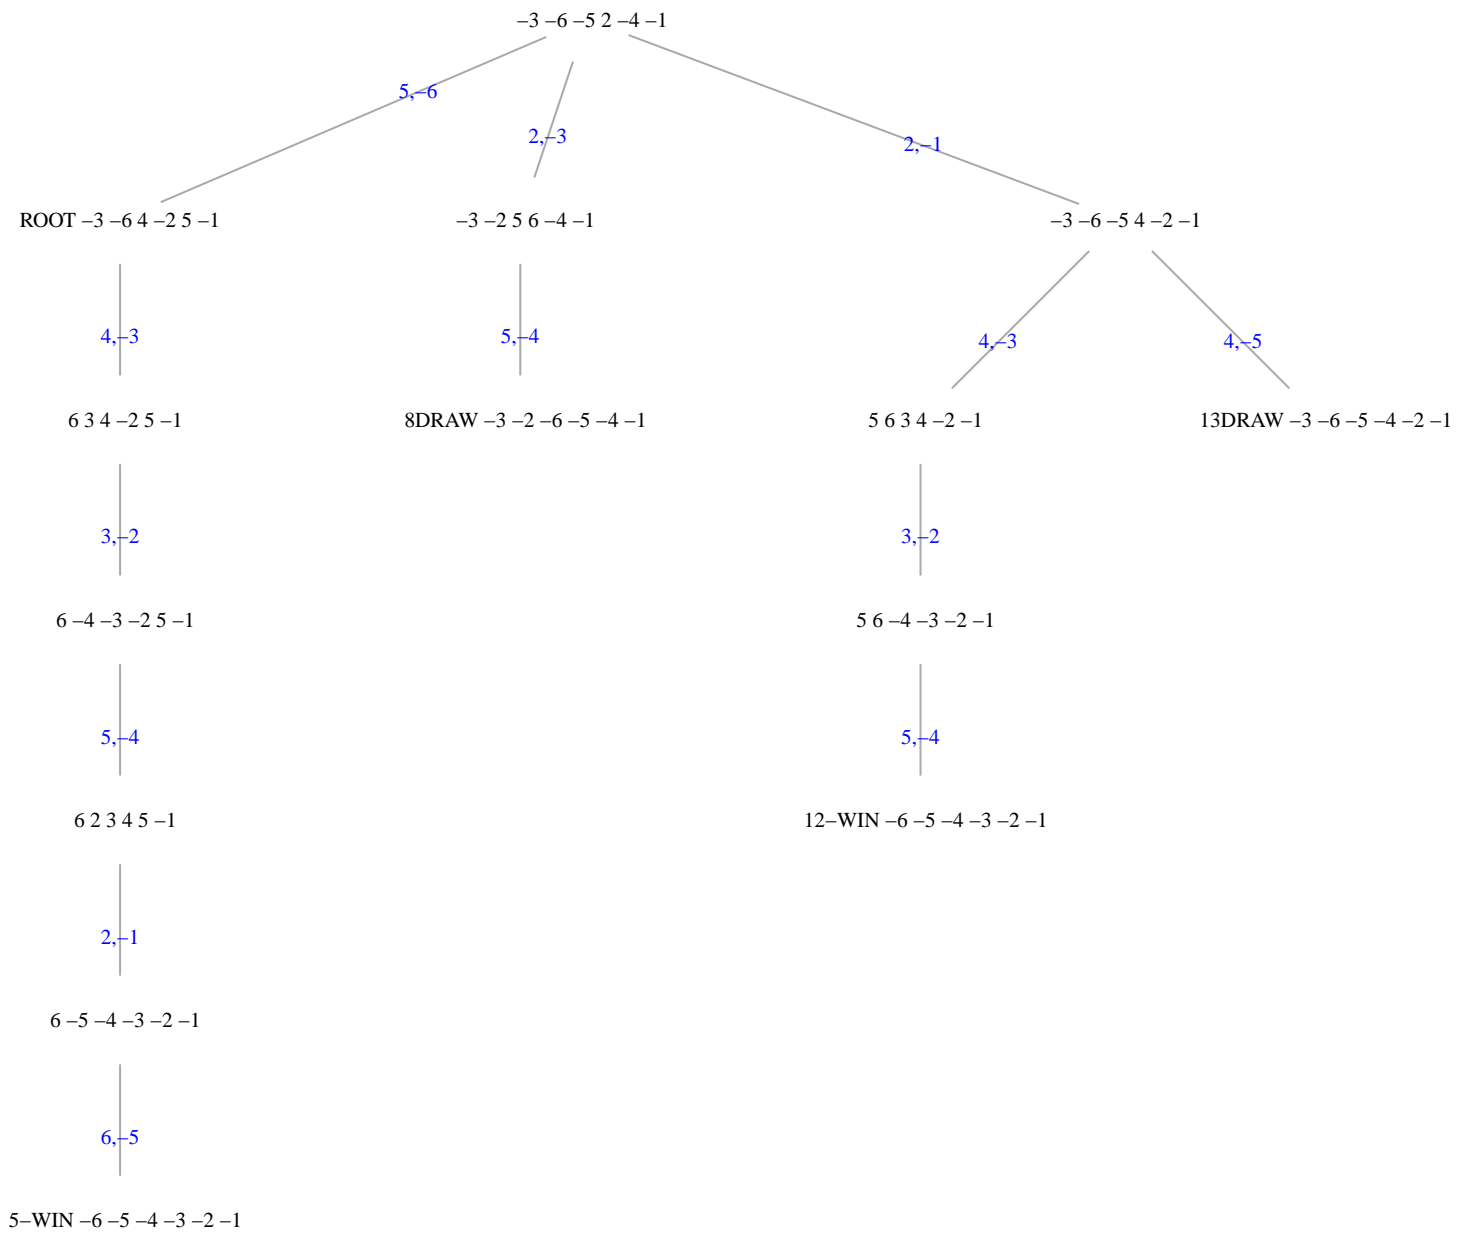 –3 –6 –5 2 –4 –1
5,–6
2,–3
2,–1
ROOT –3 –6 4 –2 5 –1
–3 –2 5 6 –4 –1
–3 –6 –5 4 –2 –1
4,–3
5,–4
4,–3
4,–5
6 3 4 –2 5 –1
8DRAW –3 –2 –6 –5 –4 –1
5 6 3 4 –2 –1
13DRAW –3 –6 –5 –4 –2 –1
3,–2
3,–2
6 –4 –3 –2 5 –1
5 6 –4 –3 –2 –1
5,–4
5,–4
6 2 3 4 5 –1
12–WIN –6 –5 –4 –3 –2 –1
2,–1
6 –5 –4 –3 –2 –1
6,–5
5–WIN –6 –5 –4 –3 –2 –1